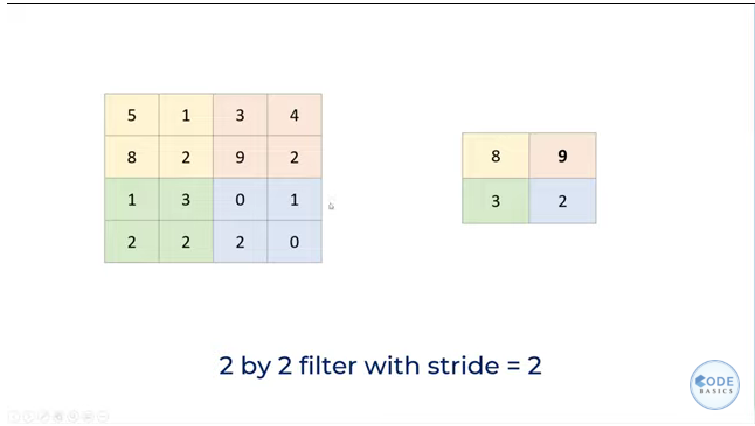 5 1 3 4
8 2 9 2
8 9
1 3 0 1
3 2
2 2 2 0
2 by 2 filter with stride = 2
CODE
BASICS